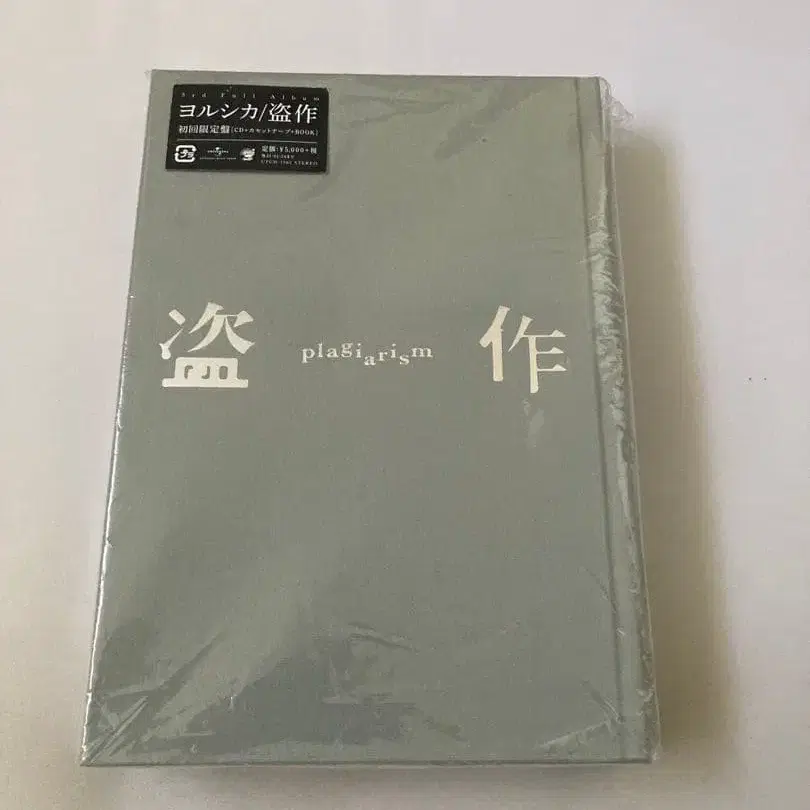 3rd Full Album
ヨルシカ/盗作
初回限定盤[CD+カセットテープ+BOOK]
定価:¥5,000+税
STEREO
盗 plagiarism 作